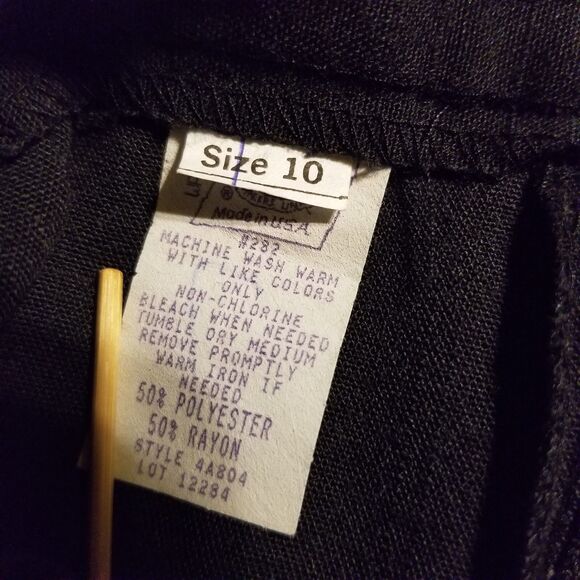 Size 10
®
Made in U.S.A
#282
MACHINE WASH WARM
WITH LIKE COLORS
ONLY
NON-CHLORINE
BLEACH WHEN NEEDED
TUMBLE DRY MEDIUM
REMOVE PROMPTLY
WARM IRON IF
NEEDED
50% POLYESTER
50% RAYON
STYLE 4A804
LOT 12284